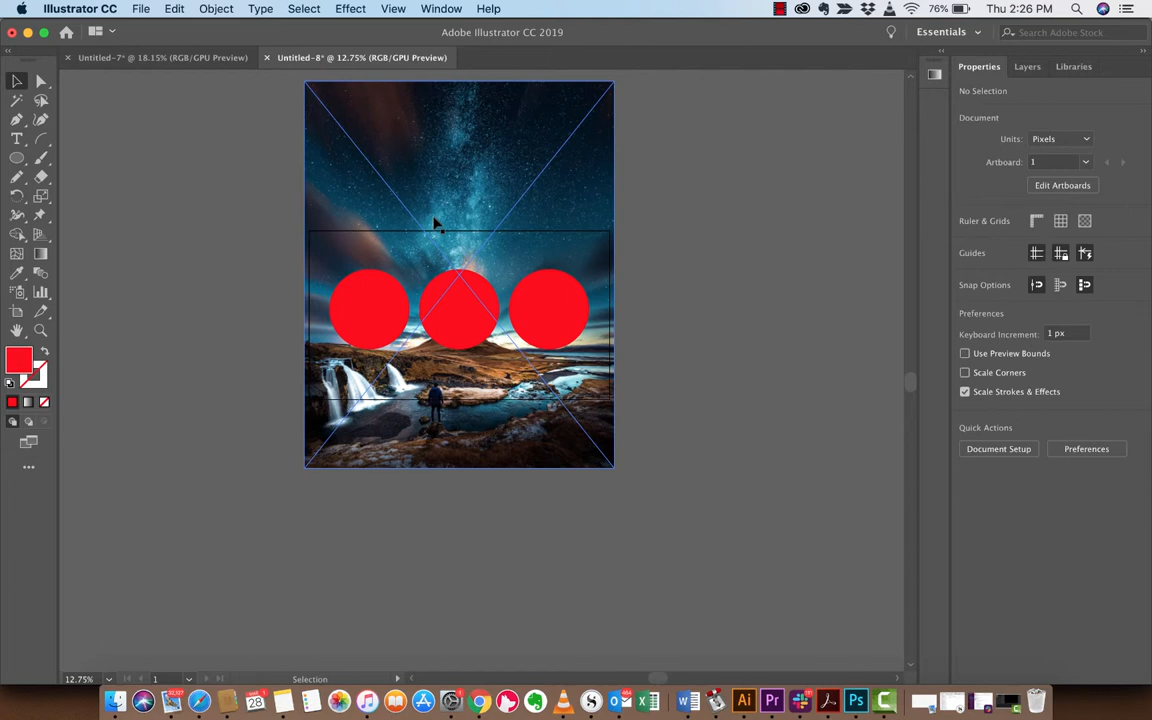 Illustrator CC File Edit Object Type Select Effect View Window Help 76% Thu 2:26 PM
Adobe Illustrator CC 2019 Essentials Search Adobe Stock
Untitled-7* @ 18.15% (RGB/GPU Preview) Untitled-8* @ 12.75% (RGB/GPU Preview)
Properties Layers Libraries
No Selection
Document
Units: Pixels
Artboard: 1
Edit Artboards
Ruler & Grids
Guides
Snap Options
Preferences
Keyboard Increment: 1 px
Use Preview Bounds
Scale Corners
Scale Strokes & Effects
Quick Actions
Document Setup Preferences
12.75% 1 Selection
28 Ai Pr Ps